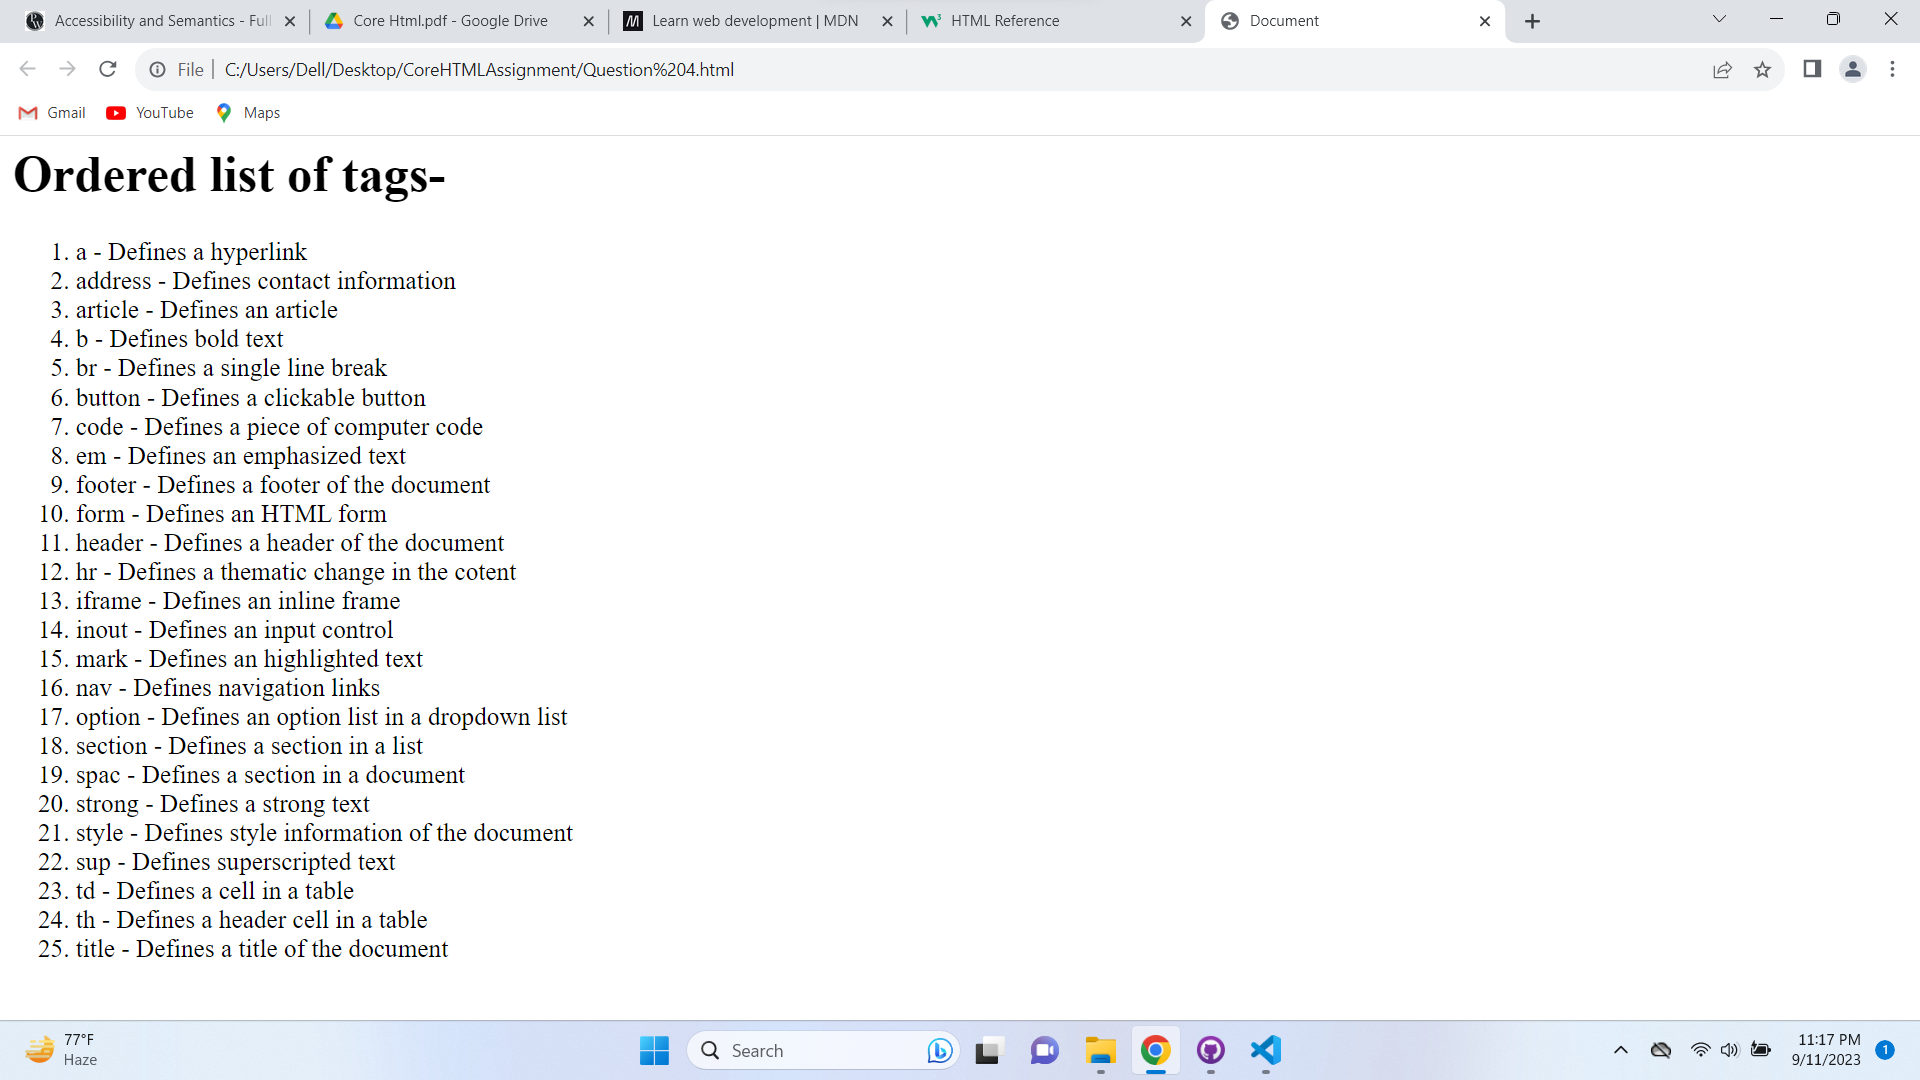 Accessibility and Semantics - Full
Core Html.pdf - Google Drive
Learn web development | MDN
HTML Reference
Document
File | C:/Users/Dell/Desktop/CoreHTMLAssignment/Question%204.html
Gmail
YouTube
Maps
Ordered list of tags-
1. a - Defines a hyperlink
2. address - Defines contact information
3. article - Defines an article
4. b - Defines bold text
5. br - Defines a single line break
6. button - Defines a clickable button
7. code - Defines a piece of computer code
8. em - Defines an emphasized text
9. footer - Defines a footer of the document
10. form - Defines an HTML form
11. header - Defines a header of the document
12. hr - Defines a thematic change in the cotent
13. iframe - Defines an inline frame
14. inout - Defines an input control
15. mark - Defines an highlighted text
16. nav - Defines navigation links
17. option - Defines an option list in a dropdown list
18. section - Defines a section in a list
19. spac - Defines a section in a document
20. strong - Defines a strong text
21. style - Defines style information of the document
22. sup - Defines superscripted text
23. td - Defines a cell in a table
24. th - Defines a header cell in a table
25. title - Defines a title of the document
77°F
Haze
Search
11:17 PM
9/11/2023
1